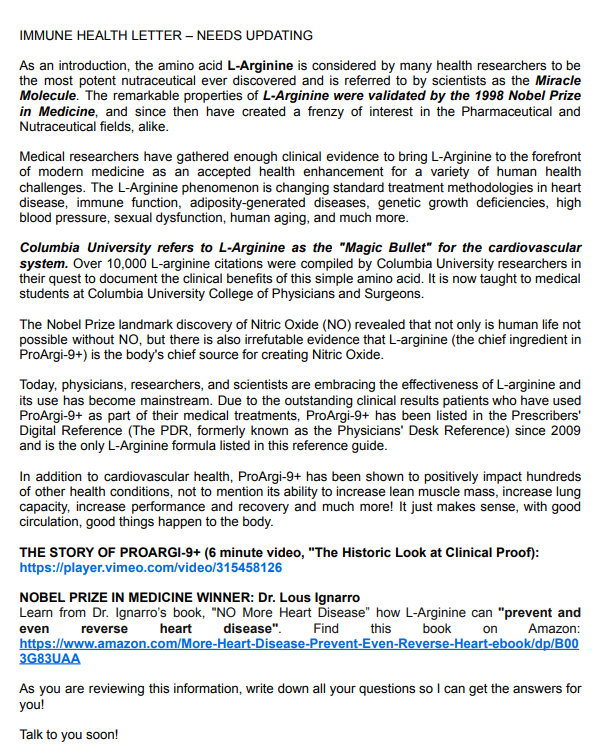 IMMUNE HEALTH LETTER – NEEDS UPDATING
As an introduction, the amino acid L-Arginine is considered by many health researchers to be
the most potent nutraceutical ever discovered and is referred to by scientists as the Miracle
Molecule. The remarkable properties of L-Arginine were validated by the 1998 Nobel Prize
in Medicine, and since then have created a frenzy of interest in the Pharmaceutical and
Nutraceutical fields, alike.
Medical researchers have gathered enough clinical evidence to bring L-Arginine to the forefront
of modern medicine as an accepted health enhancement for a variety of human health
challenges. The L-Arginine phenomenon is changing standard treatment methodologies in heart
disease, immune function, adiposity-generated diseases, genetic growth deficiencies, high
blood pressure, sexual dysfunction, human aging, and much more.
Columbia University refers to L-Arginine as the "Magic Bullet" for the cardiovascular
system. Over 10,000 L-arginine citations were compiled by Columbia University researchers in
their quest to document the clinical benefits of this simple amino acid. It is now taught to medical
students at Columbia University College of Physicians and Surgeons.
The Nobel Prize landmark discovery of Nitric Oxide (NO) revealed that not only is human life not
possible without NO, but there is also irrefutable evidence that L-arginine (the chief ingredient in
ProArgi-9+) is the body's chief source for creating Nitric Oxide.
Today, physicians, researchers, and scientists are embracing the effectiveness of L-arginine and
its use has become mainstream. Due to the outstanding clinical results patients who have used
ProArgi-9+ as part of their medical treatments, ProArgi-9+ has been listed in the Prescribers'
Digital Reference (The PDR, formerly known as the Physicians' Desk Reference) since 2009
and is the only L-Arginine formula listed in this reference guide.
In addition to cardiovascular health, ProArgi-9+ has been shown to positively impact hundreds
of other health conditions, not to mention its ability to increase lean muscle mass, increase lung
capacity, increase performance and recovery and much more! It just makes sense, with good
circulation, good things happen to the body.
THE STORY OF PROARGI-9+ (6 minute video, "The Historic Look at Clinical Proof):
https://player.vimeo.com/video/315458126
NOBEL PRIZE IN MEDICINE WINNER: Dr. Lous Ignarro
Learn from Dr. Ignarro's book, "NO More Heart Disease" how L-Arginine can "prevent and
even reverse heart disease". Find this book on Amazon:
https://www.amazon.com/More-Heart-Disease-Prevent-Even-Reverse-Heart-ebook/dp/B00
3G83UAA
As you are reviewing this information, write down all your questions so I can get the answers for
you!
Talk to you soon!